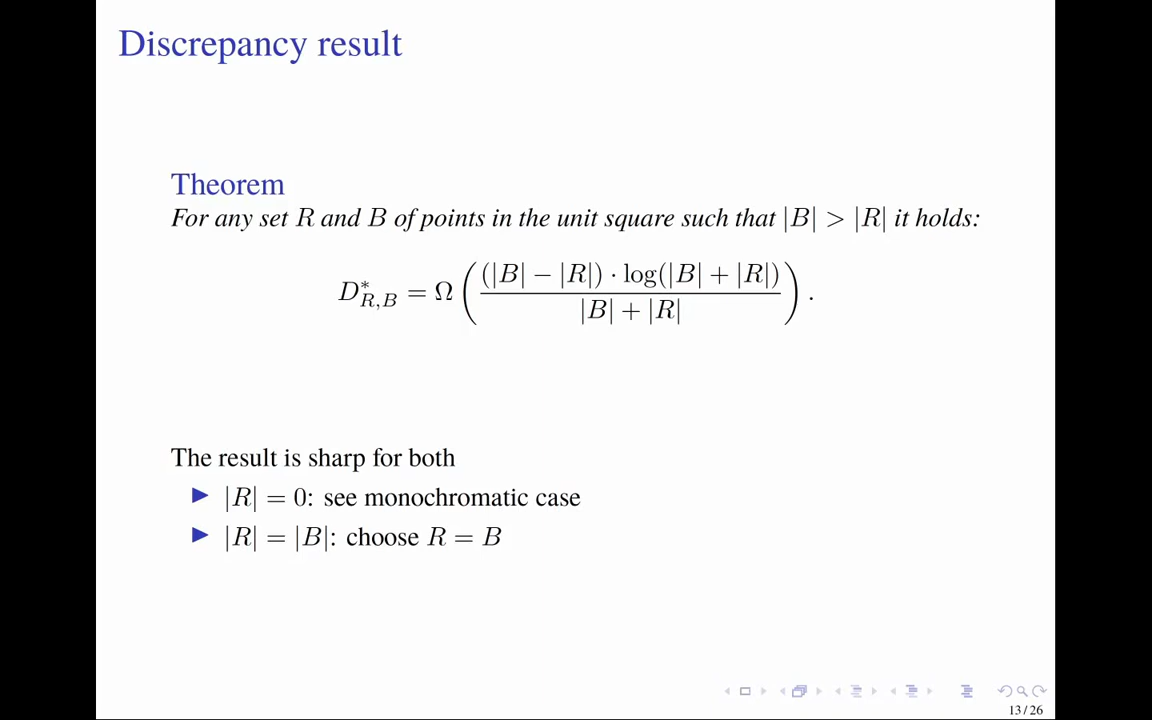 Discrepancy result
Theorem
For any set R and B of points in the unit square such that |B| > |R| it holds:
D*_{R,B} = Ω( (|B| − |R|) · log(|B| + |R|) / |B| + |R| ).
The result is sharp for both
▶ |R| = 0: see monochromatic case
▶ |R| = |B|: choose R = B
13 / 26